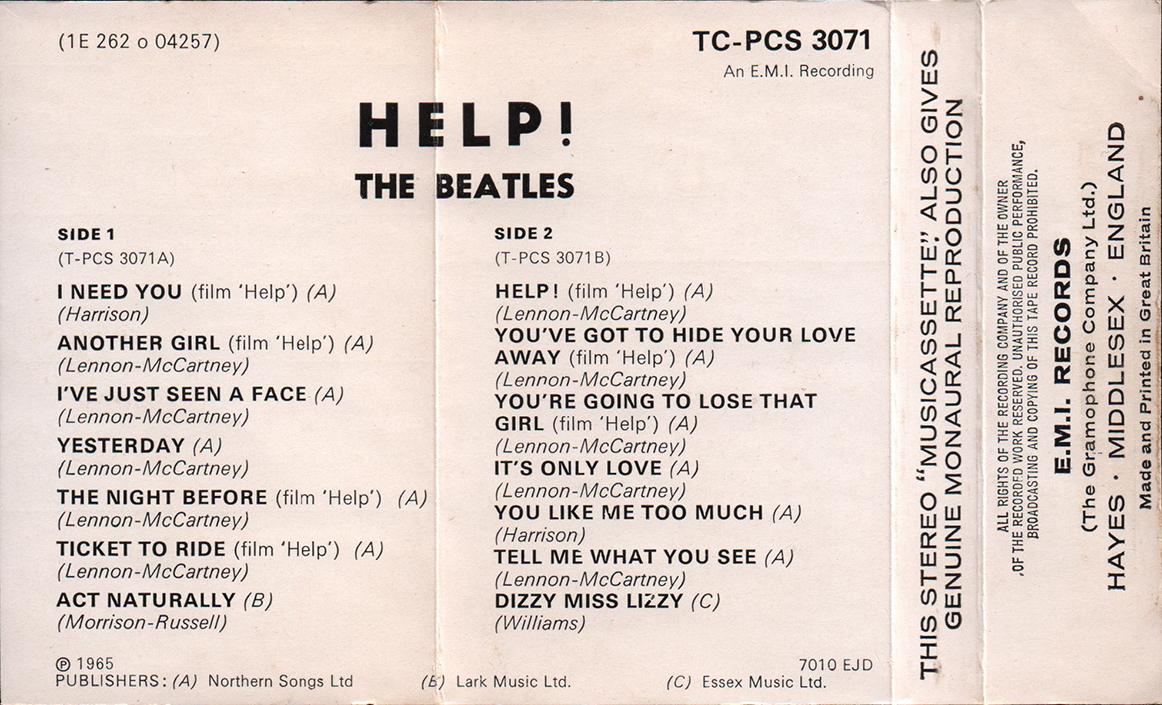 (1E 262 o 04257)
TC-PCS 3071
An E.M.I. Recording
HELP!
THE BEATLES
SIDE 1
(T-PCS 3071A)
I NEED YOU (film 'Help') (A)
(Harrison)
ANOTHER GIRL (film 'Help') (A)
(Lennon-McCartney)
I'VE JUST SEEN A FACE (A)
(Lennon-McCartney)
YESTERDAY (A)
(Lennon-McCartney)
THE NIGHT BEFORE (film 'Help') (A)
(Lennon-McCartney)
TICKET TO RIDE (film 'Help') (A)
(Lennon-McCartney)
ACT NATURALLY (B)
(Morrison-Russell)
SIDE 2
(T-PCS 3071B)
HELP! (film 'Help') (A)
(Lennon-McCartney)
YOU'VE GOT TO HIDE YOUR LOVE
AWAY (film 'Help') (A)
(Lennon-McCartney)
YOU'RE GOING TO LOSE THAT
GIRL (film 'Help') (A)
(Lennon-McCartney)
IT'S ONLY LOVE (A)
(Lennon-McCartney)
YOU LIKE ME TOO MUCH (A)
(Harrison)
TELL ME WHAT YOU SEE (A)
(Lennon-McCartney)
DIZZY MISS LIZZY (C)
(Williams)
℗ 1965
7010 EJD
PUBLISHERS: (A) Northern Songs Ltd (B) Lark Music Ltd. (C) Essex Music Ltd.
THIS STEREO "MUSICASSETTE," ALSO GIVES
GENUINE MONAURAL REPRODUCTION
ALL RIGHTS OF THE RECORDING COMPANY AND OF THE OWNER
OF THE RECORDED WORK RESERVED. UNAUTHORISED PUBLIC PERFORMANCE,
BROADCASTING AND COPYING OF THIS TAPE RECORD PROHIBITED.
E.M.I. RECORDS
(The Gramophone Company Ltd.)
HAYES · MIDDLESEX · ENGLAND
Made and Printed in Great Britain